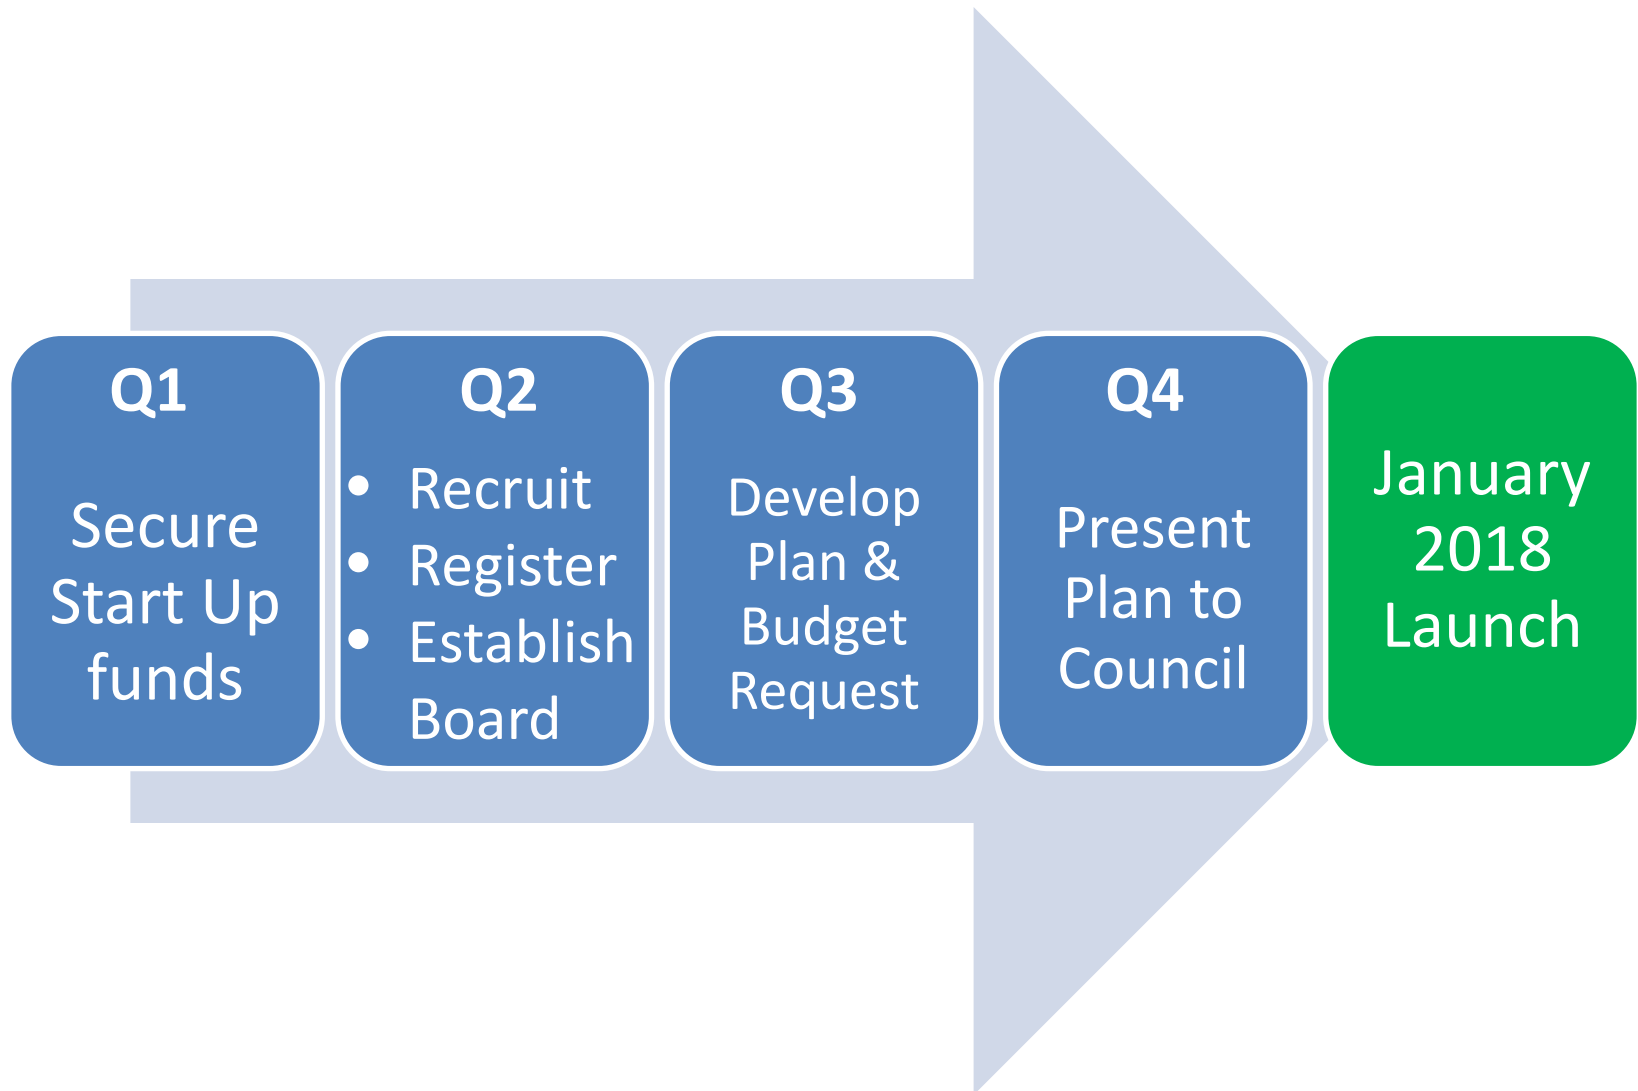 Q1
Secure
Start Up
funds
Q2
• Recruit
• Register
• Establish
Board
Q3
Develop
Plan &
Budget
Request
Q4
Present
Plan to
Council
January
2018
Launch